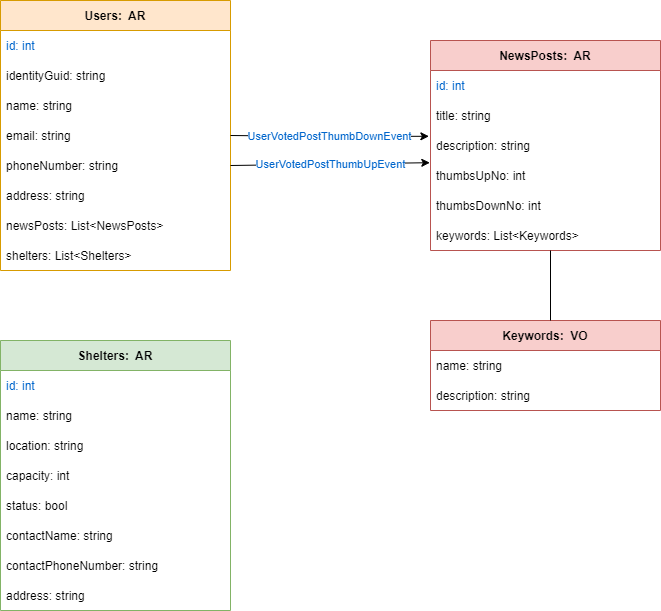 Users: AR
id: int
identityGuid: string
name: string
email: string
phoneNumber: string
address: string
newsPosts: List<NewsPosts>
shelters: List<Shelters>
UserVotedPostThumbDownEvent
UserVotedPostThumbUpEvent
NewsPosts: AR
id: int
title: string
description: string
thumbsUpNo: int
thumbsDownNo: int
keywords: List<Keywords>
Keywords: VO
name: string
description: string
Shelters: AR
id: int
name: string
location: string
capacity: int
status: bool
contactName: string
contactPhoneNumber: string
address: string